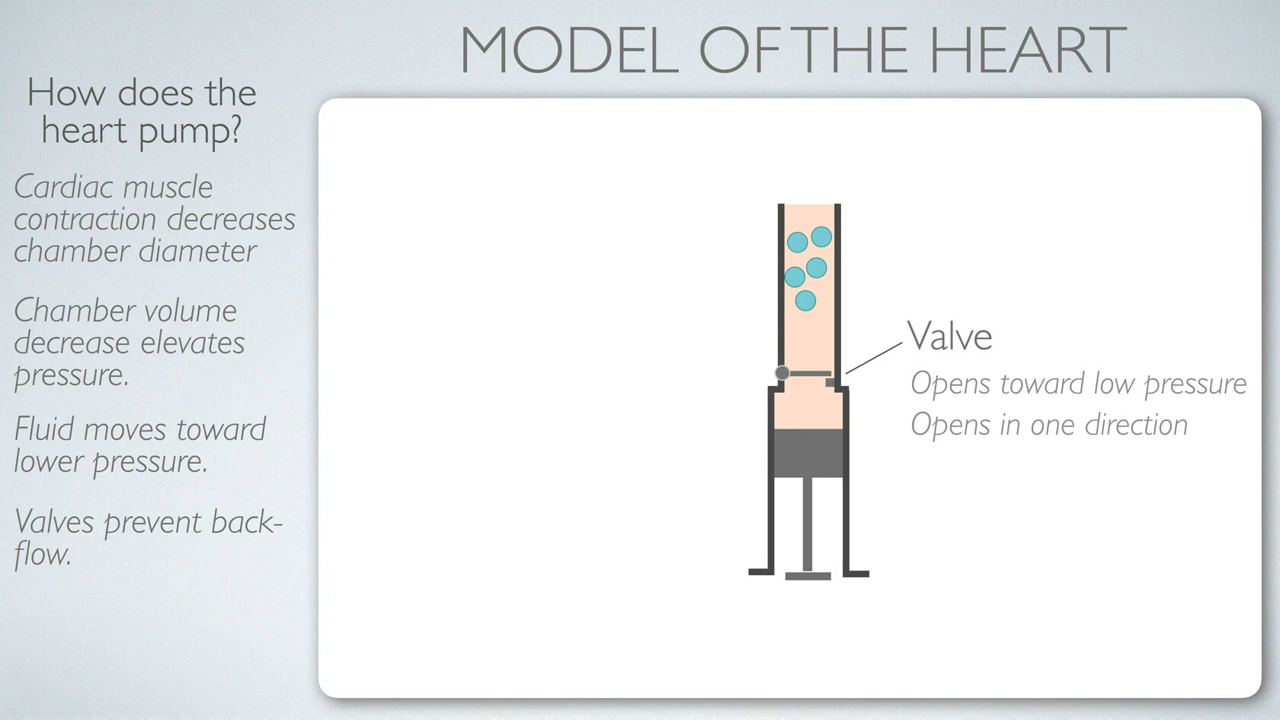 MODEL OF THE HEART
How does the
heart pump?
Cardiac muscle
contraction decreases
chamber diameter
Chamber volume
decrease elevates
pressure.
Fluid moves toward
lower pressure.
Valves prevent back-
flow.
Valve
Opens toward low pressure
Opens in one direction